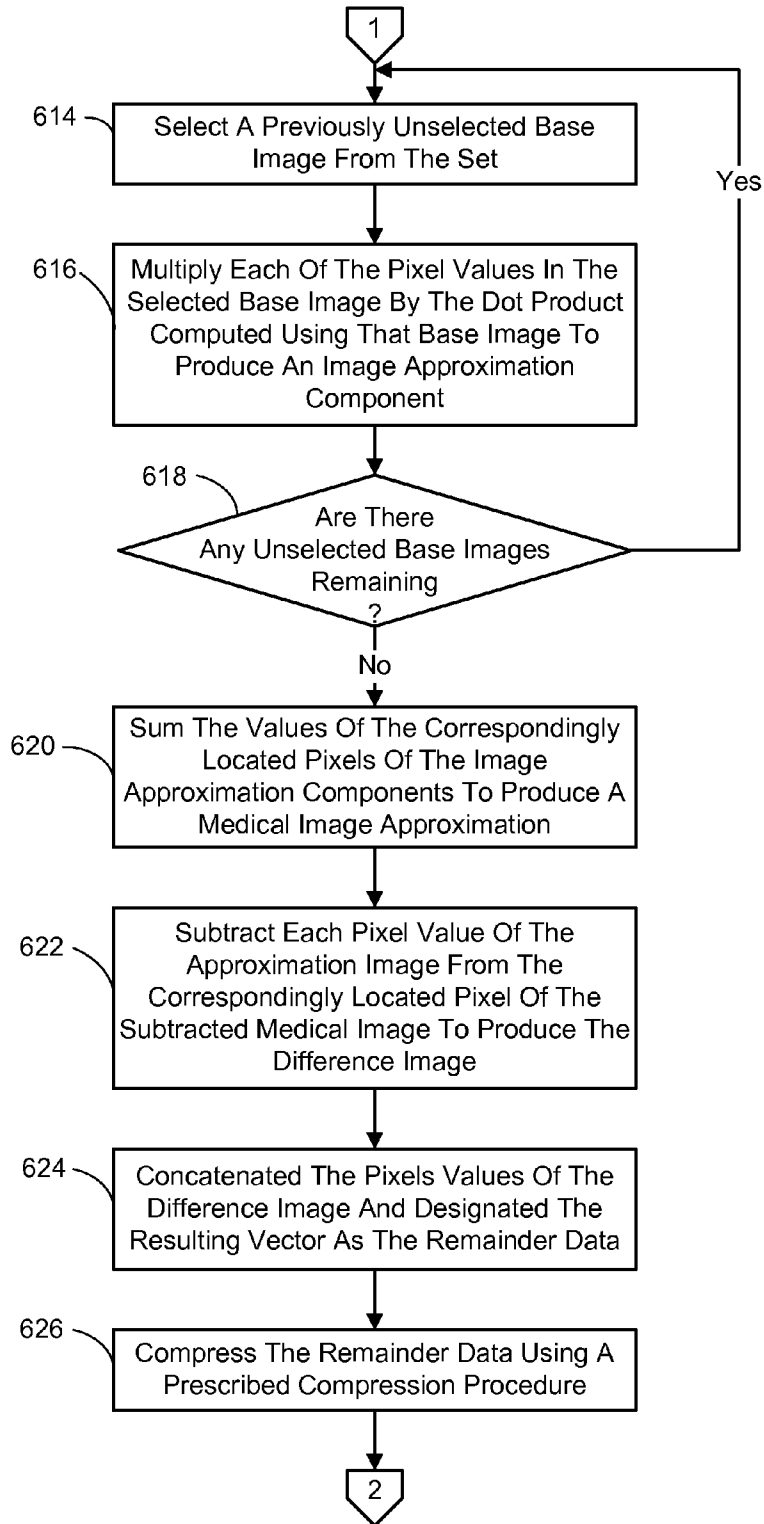 1
614
Select A Previously Unselected Base
Image From The Set
Yes
616
Multiply Each Of The Pixel Values In The
Selected Base Image By The Dot Product
Computed Using That Base Image To
Produce An Image Approximation
Component
618
Are There
Any Unselected Base Images
Remaining
?
No
620
Sum The Values Of The Correspondingly
Located Pixels Of The Image
Approximation Components To Produce A
Medical Image Approximation
622
Subtract Each Pixel Value Of The
Approximation Image From The
Correspondingly Located Pixel Of The
Subtracted Medical Image To Produce The
Difference Image
624
Concatenated The Pixels Values Of The
Difference Image And Designated The
Resulting Vector As The Remainder Data
626
Compress The Remainder Data Using A
Prescribed Compression Procedure
2